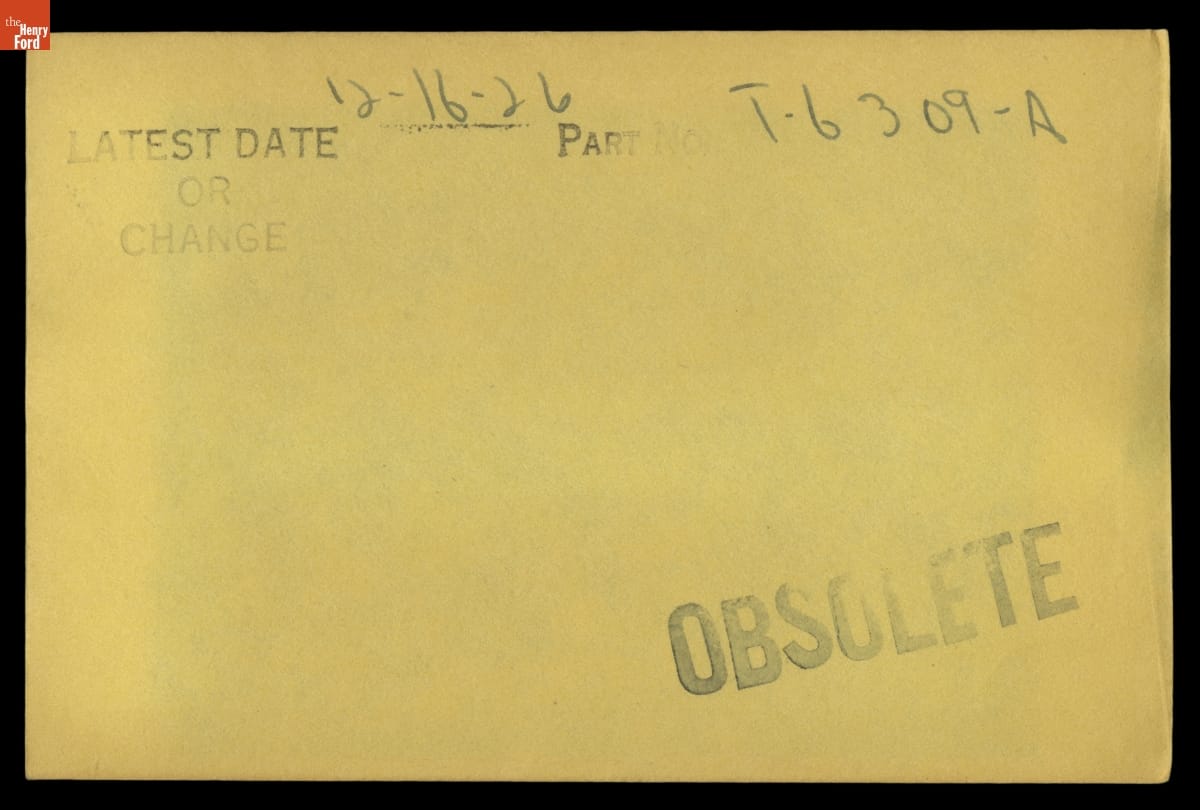 the
Henry
Ford
12-16-26
T-6309-A
LATEST DATE
PART No.
OR
CHANGE
OBSOLETE